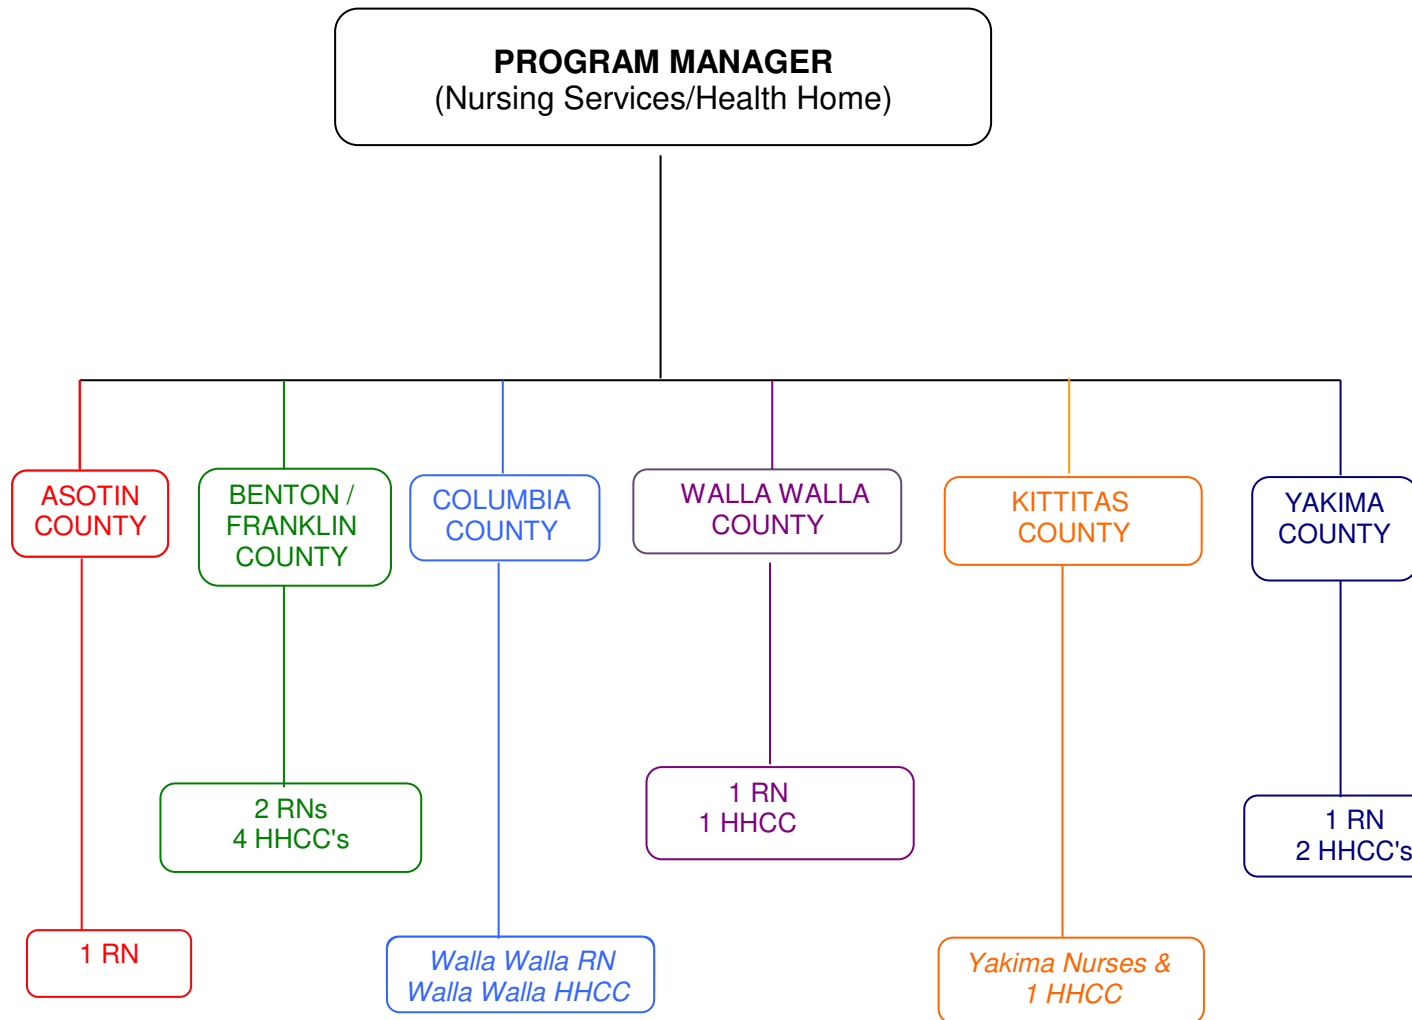 PROGRAM MANAGER
(Nursing Services/Health Home)
ASOTIN
COUNTY
BENTON /
FRANKLIN
COUNTY
COLUMBIA
COUNTY
WALLA WALLA
COUNTY
KITTITAS
COUNTY
YAKIMA
COUNTY
2 RNs
4 HHCC's
1 RN
1 HHCC
1 RN
2 HHCC's
1 RN
Walla Walla RN
Walla Walla HHCC
Yakima Nurses &
1 HHCC